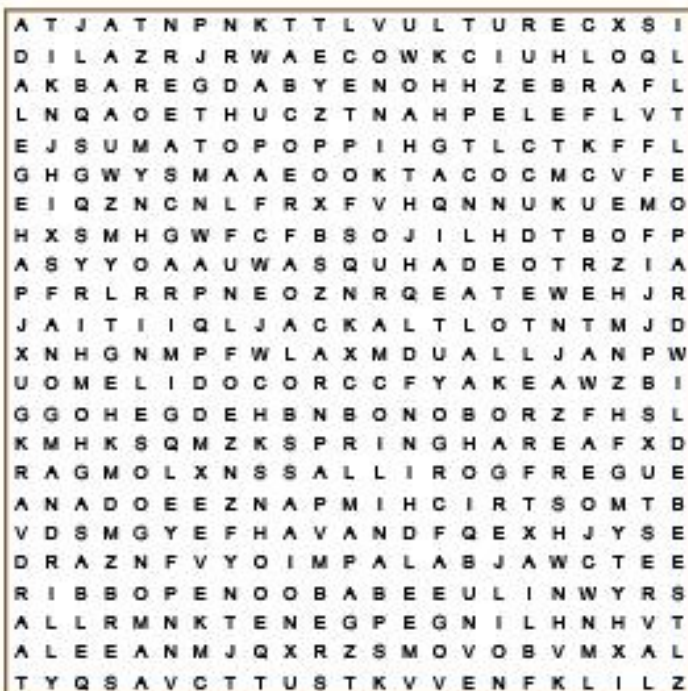 A T J A T N P N K T T L V U L T U R E C X S I
D I L A Z R J R W A E C O W K C I U H L O Q L
A K B A R E G D A B Y E N O H H Z E B R A F L
L N Q A O E T H U C Z T N A H P E L E F L V T
E J S U M A T O P O P P I H G T L C T K F F L
G H G W Y S M A A E O O K T A C O C M C V F E
E I Q Z N C N L F R X F V H Q N N U K U E M O
H X S M H G W F C F B S O J I L H D T B O F P
A S Y Y O A A U W A S Q U H A D E O T R Z I A
P F R L R R P N E O Z N R Q E A T E W E H J R
J A I T I I Q L J A C K A L T L O T N T M J D
X N H G N M P F W L A X M D U A L L J A N P W
U O M E L I D O C O R C C F Y A K E A W Z B I
G G O H E G D E H B N B O N O B O R Z F H S L
K M H K S Q M Z K S P R I N G H A R E A F X D
R A G M O L X N S S A L L I R O G F R E G U E
A N A D O E E Z N A P M I H C I R T S O M T B
V D S M G Y E F H A V A N D F Q E X H J Y S E
D R A Z N F V Y O I M P A L A B J A W C T E E
R I B B O P E N O O B A B E E U L I N W Y R S
A L L R M N K T E N E G P E G N I L H N H V T
A L E E A N M J Q X R Z S M O V O B V M X A L
T Y Q S A V C T T U S T K V V E N F K L I L Z